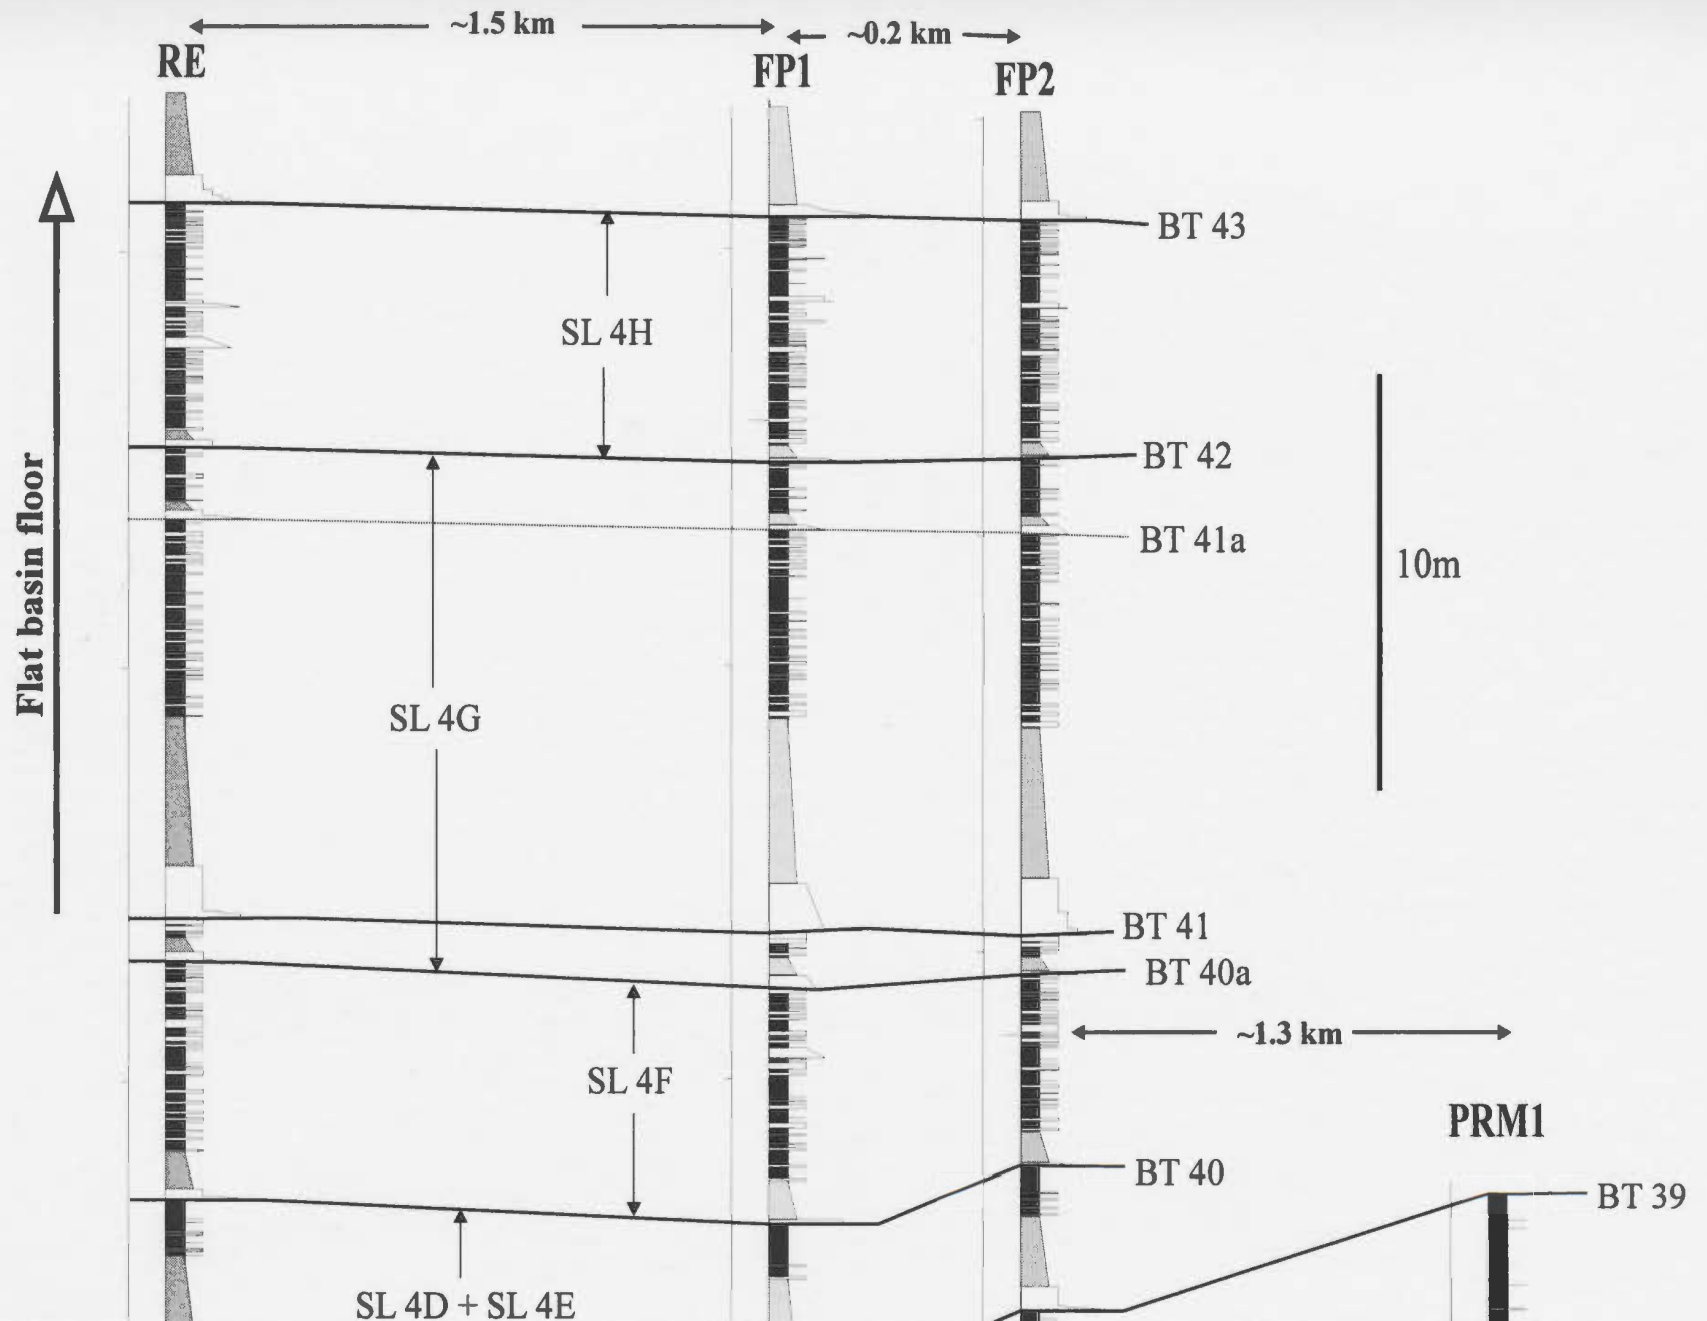 ~1.5 km
~0.2 km
RE
FP1
FP2
BT 43
SL 4H
BT 42
BT 41a
10m
Flat basin floor
SL 4G
BT 41
BT 40a
~1.3 km
SL 4F
PRM1
BT 40
BT 39
SL 4D + SL 4E